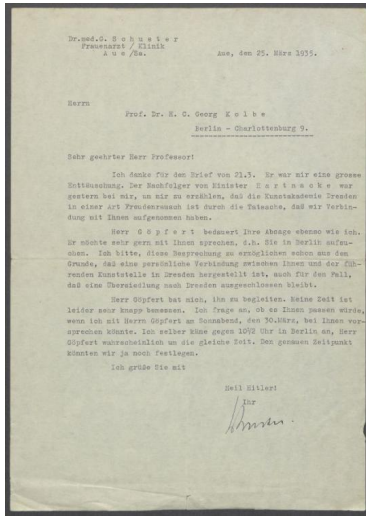 Dr.med.G. S c h u s t e r
Frauenarzt / Klinik
A u e /Sa.
Aue, den 25. März 1935.
Herrn
Prof. Dr. H. C. Georg K o l b e
Berlin - Charlottenburg 9.
Sehr geehrter Herr Professor!
Ich danke für den Brief vom 21.3. Er war mir eine grosse
Enttäuschung. Der Nachfolger von Minister H a r t n a c k e war
gestern bei mir, um mir zu erzählen, daß die Kunstakademie Dresden
in einer Art Freudenrausch ist durch die Tatsache, daß wir Verbin-
dung mit Ihnen aufgenommen haben.
Herr G ö p f e r t bedauert Ihre Absage ebenso wie ich.
Er möchte sehr gern mit Ihnen sprechen, d.h. Sie in Berlin aufsu-
chen. Ich bitte, diese Besprechung zu ermöglichen schon aus dem
Grunde, daß eine persönliche Verbindung zwischen Ihnen und der füh-
renden Kunststelle in Dresden hergestellt ist, auch für den Fall,
daß eine Übersiedlung nach Dresden ausgeschlossen bleibt.
Herr Göpfert bat mich, ihn zu begleiten. Meine Zeit ist
leider sehr knapp bemessen. Ich frage an, ob es Ihnen passen würde,
wenn ich mit Herrn Göpfert am Sonnabend, den 30.März, bei Ihnen vor-
sprechen könnte. Ich selber käme gegen Uhr in Berlin an, Herr
Göpfert wahrscheinlich um die gleiche Zeit. Den genauen Zeitpunkt
könnten wir ja noch festlegen.
Ich grüße Sie mit
Heil Hitler!
Ihr